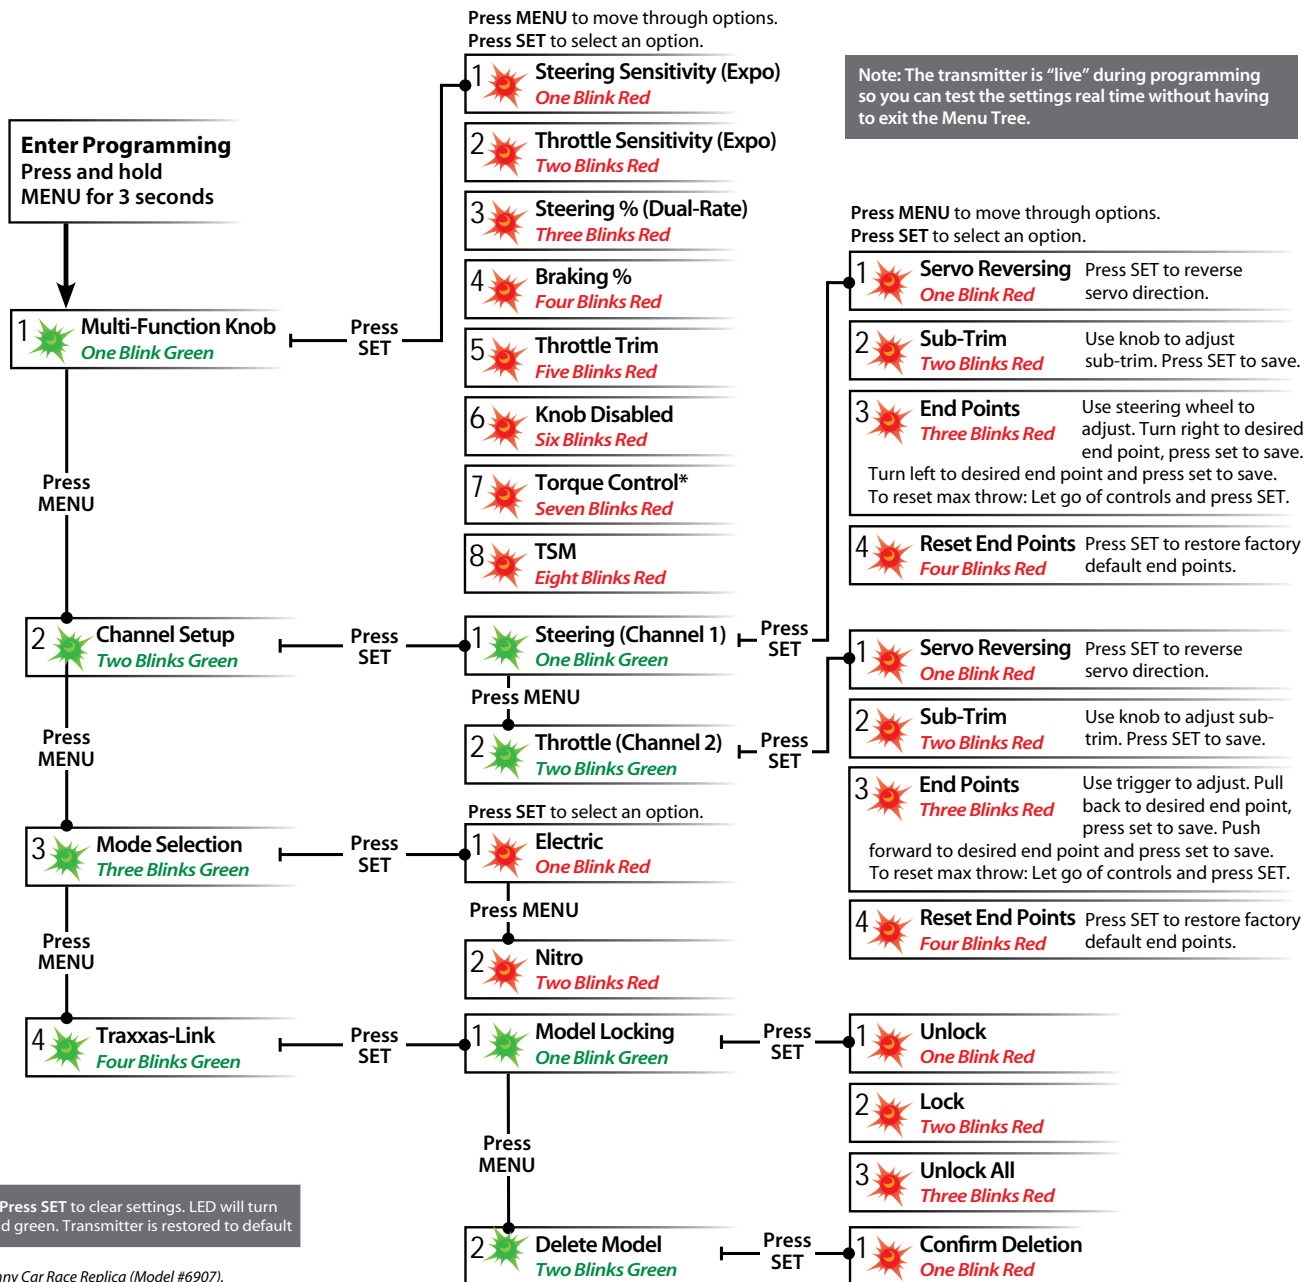 Press MENU to move through options.
Press SET to select an option.
1 Steering Sensitivity (Expo)
One Blink Red
2 Throttle Sensitivity (Expo)
Two Blinks Red
3 Steering % (Dual-Rate)
Three Blinks Red
4 Braking %
Four Blinks Red
5 Throttle Trim
Five Blinks Red
6 Knob Disabled
Six Blinks Red
7 Torque Control*
Seven Blinks Red
8 TSM
Eight Blinks Red
Note: The transmitter is “live” during programming
so you can test the settings real time without having
to exit the Menu Tree.
Enter Programming
Press and hold
MENU for 3 seconds
1 Multi-Function Knob
One Blink Green
Press
SET
Press
MENU
2 Channel Setup
Two Blinks Green
Press
SET
1 Steering (Channel 1)
One Blink Green
Press
SET
Press MENU
2 Throttle (Channel 2)
Two Blinks Green
Press
SET
Press MENU to move through options.
Press SET to select an option.
1 Servo Reversing
One Blink Red
Press SET to reverse
servo direction.
2 Sub-Trim
Two Blinks Red
Use knob to adjust
sub-trim. Press SET to save.
3 End Points
Three Blinks Red
Use steering wheel to
adjust. Turn right to desired
end point, press set to save.
Turn left to desired end point and press set to save.
To reset max throw: Let go of controls and press SET.
4 Reset End Points
Four Blinks Red
Press SET to restore factory
default end points.
1 Servo Reversing
One Blink Red
Press SET to reverse
servo direction.
2 Sub-Trim
Two Blinks Red
Use knob to adjust sub-
trim. Press SET to save.
3 End Points
Three Blinks Red
Use trigger to adjust. Pull
back to desired end point,
press set to save. Push
forward to desired end point and press set to save.
To reset max throw: Let go of controls and press SET.
4 Reset End Points
Four Blinks Red
Press SET to restore factory
default end points.
Press
MENU
3 Mode Selection
Three Blinks Green
Press
SET
Press SET to select an option.
1 Electric
One Blink Red
Press MENU
2 Nitro
Two Blinks Red
Press
MENU
4 Traxxas-Link
Four Blinks Green
Press
SET
1 Model Locking
One Blink Green
Press
SET
1 Unlock
One Blink Red
2 Lock
Two Blinks Red
3 Unlock All
Three Blinks Red
Press
MENU
2 Delete Model
Two Blinks Green
Press
SET
1 Confirm Deletion
One Blink Red
Press SET to clear settings. LED will turn
d green. Transmitter is restored to default
nny Car Race Replica (Model #6907).